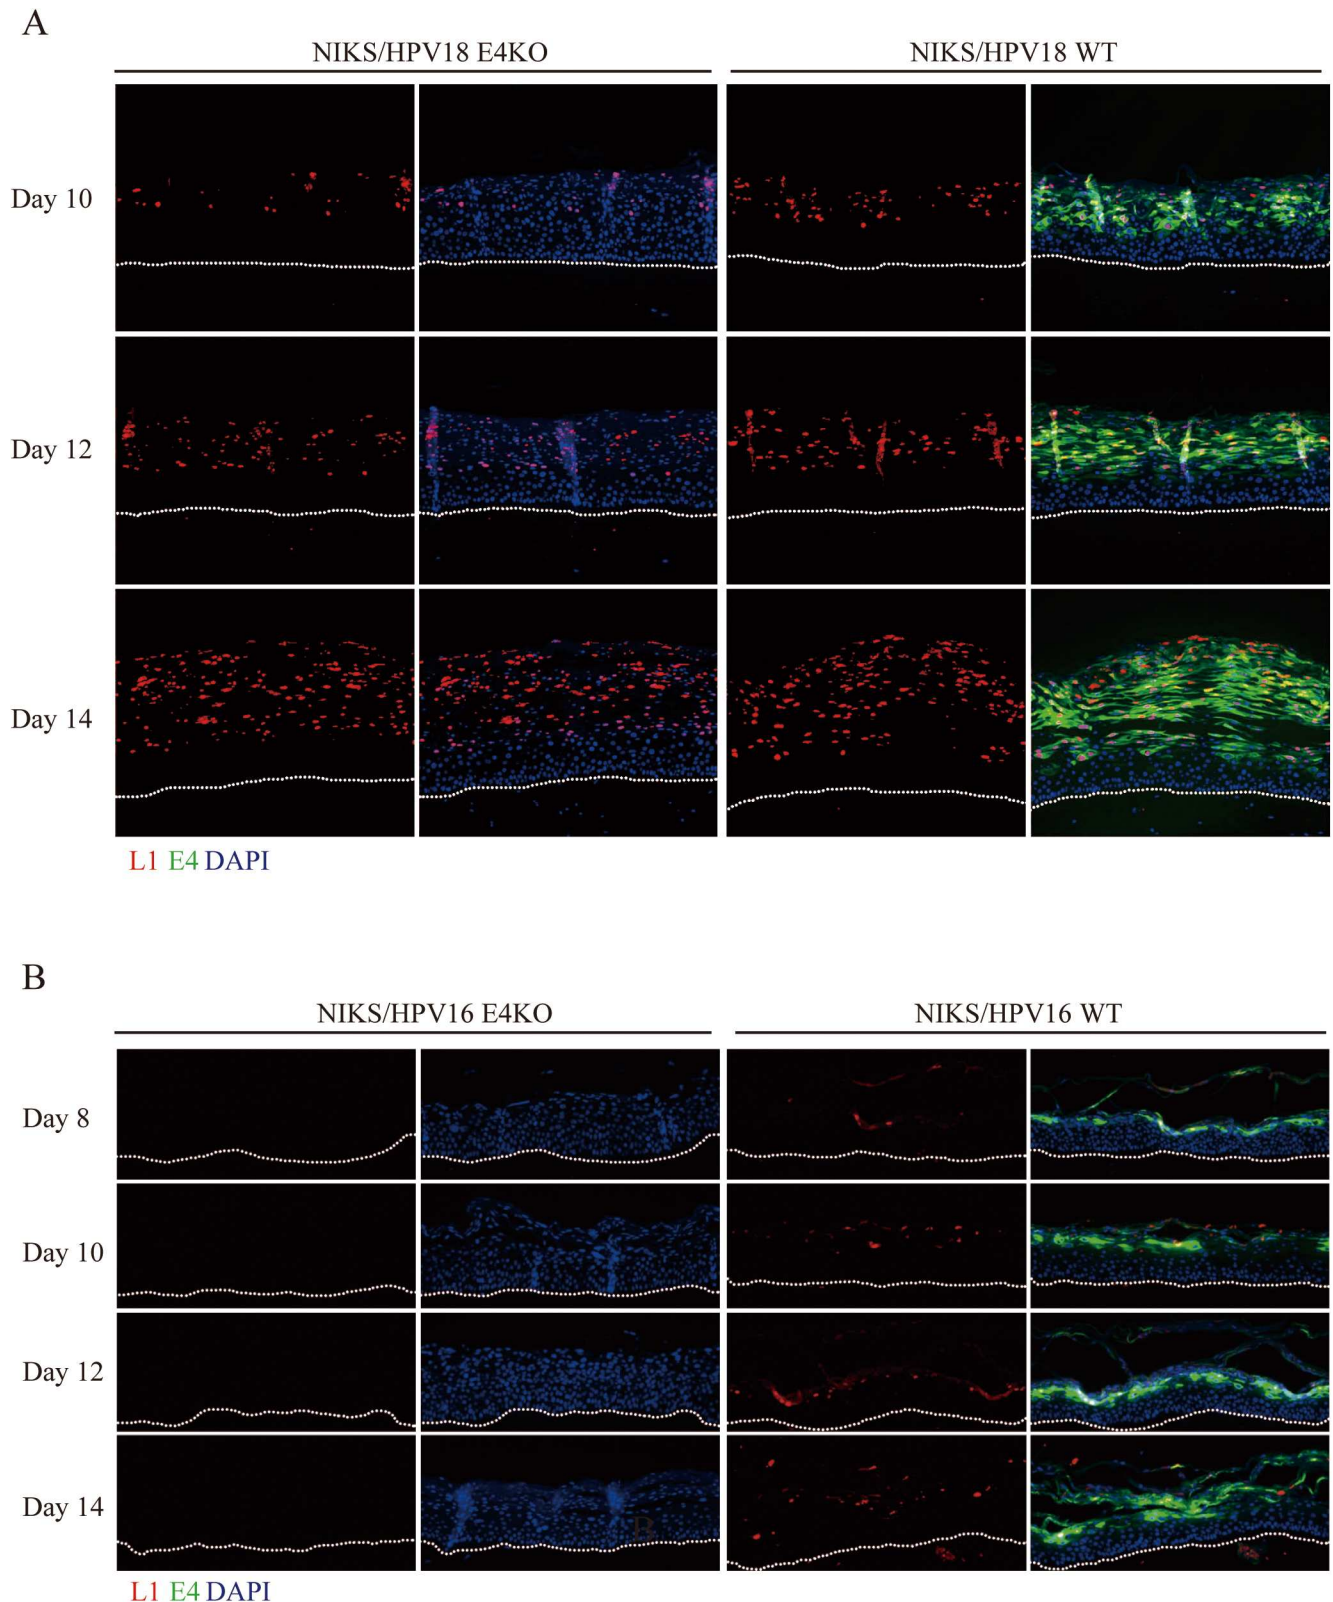 A
NIKS/HPV18 E4KO
NIKS/HPV18 WT
Day 10
Day 12
Day 14
L1 E4 DAPI
B
NIKS/HPV16 E4KO
NIKS/HPV16 WT
Day 8
Day 10
Day 12
Day 14
B
L1 E4 DAPI